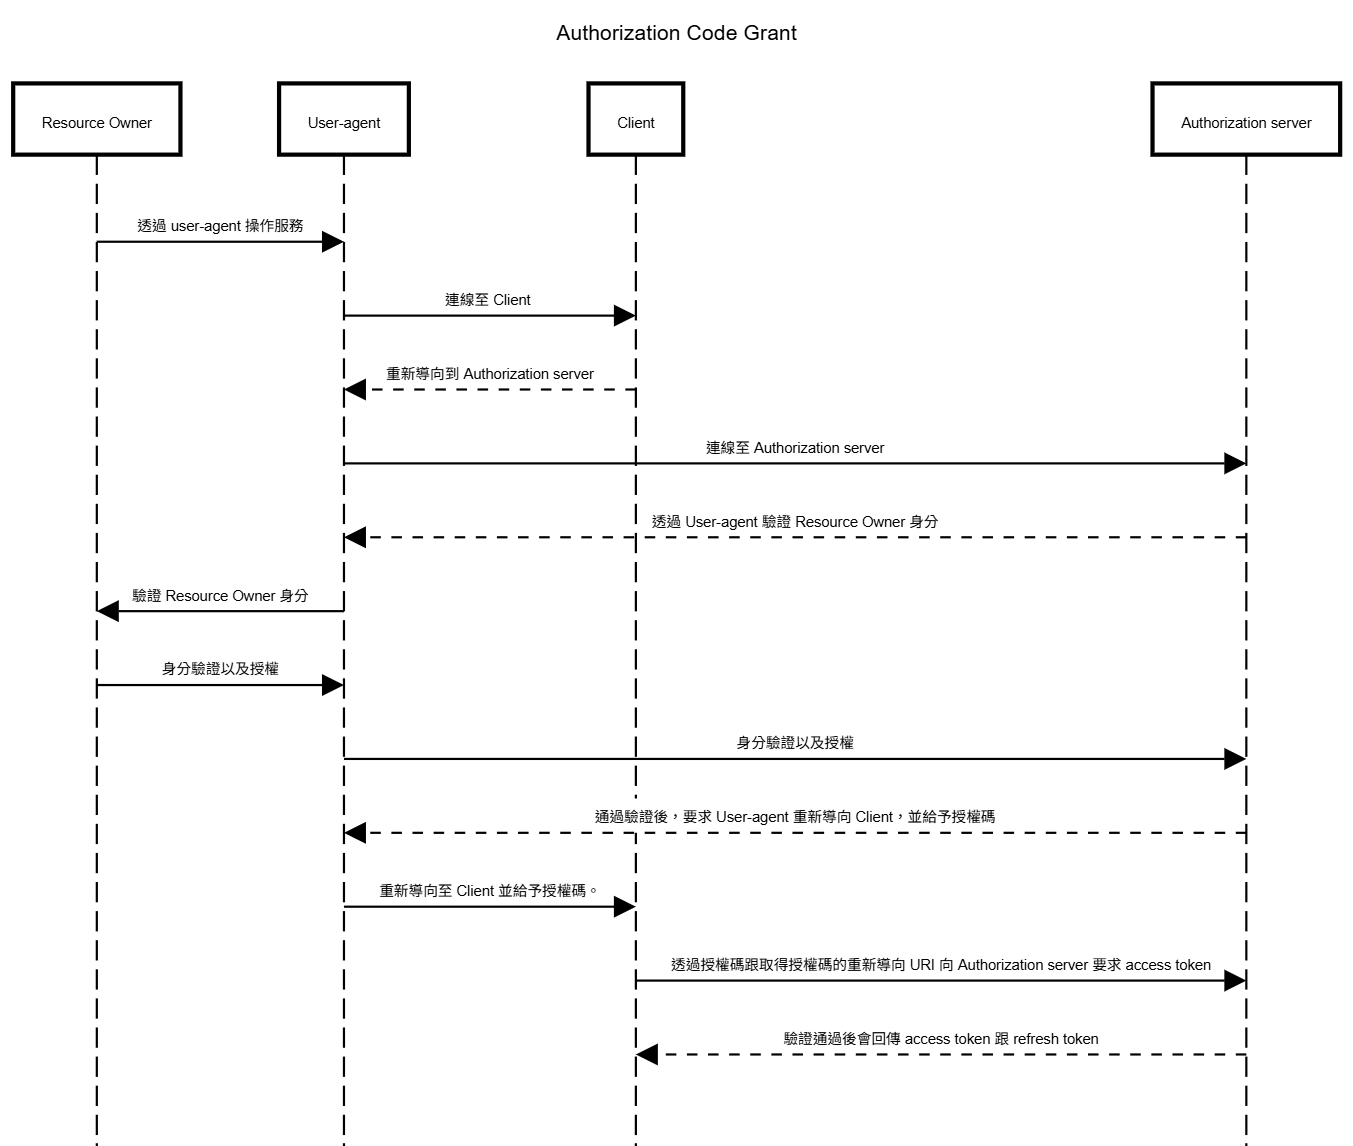 Authorization Code Grant
Resource Owner
User-agent
Client
Authorization server
透過 user-agent 操作服務
連線至 Client
重新導向到 Authorization server
連線至 Authorization server
透過 User-agent 驗證 Resource Owner 身分
驗證 Resource Owner 身分
身分驗證以及授權
身分驗證以及授權
通過驗證後，要求 User-agent 重新導向 Client，並給予授權碼
重新導向至 Client 並給予授權碼。
透過授權碼跟取得授權碼的重新導向 URI 向 Authorization server 要求 access token
驗證通過後會回傳 access token 跟 refresh token